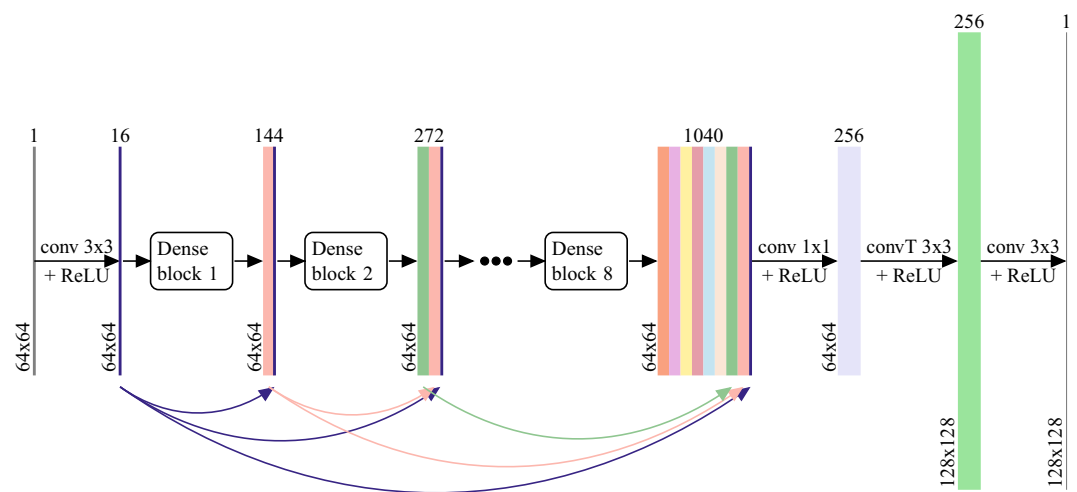 256
1
1
16
144
272
1040
256
conv 3x3
+ ReLU
Dense
block 1
Dense
block 2
Dense
block 8
conv 1x1
+ ReLU
convT 3x3
+ ReLU
conv 3x3
+ ReLU
64x64
64x64
64x64
64x64
64x64
64x64
128x128
128x128